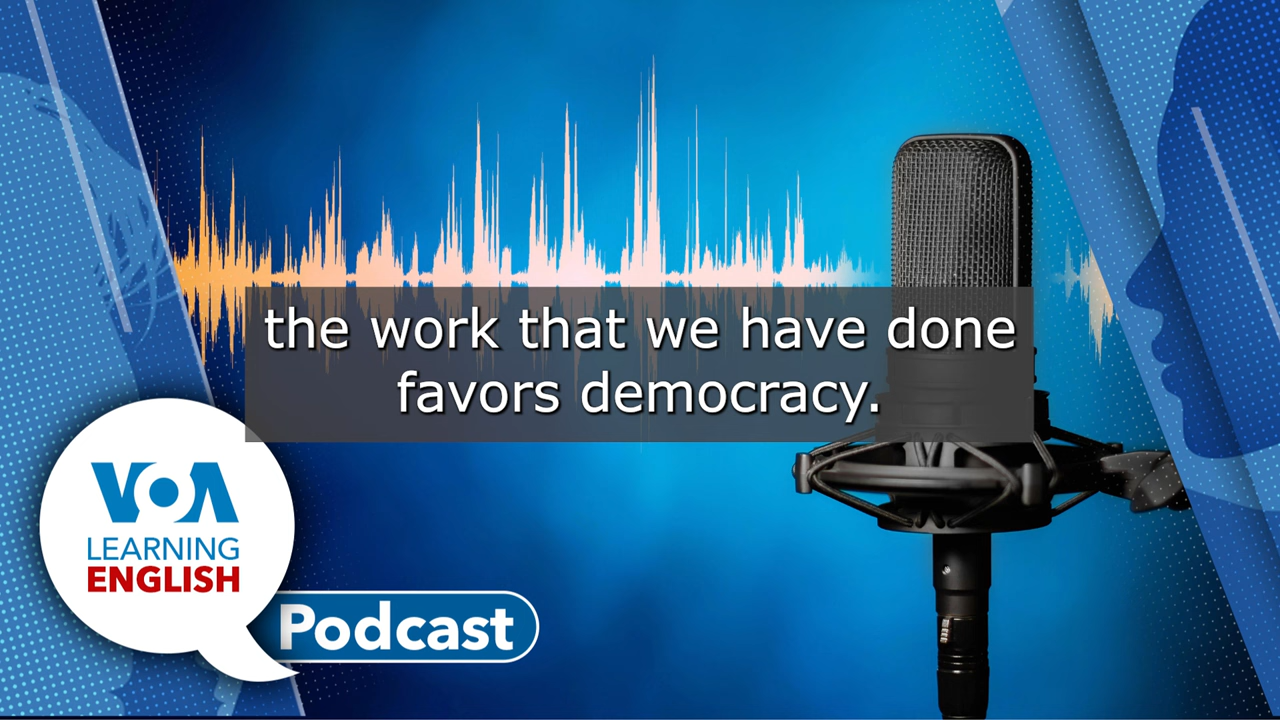 the work that we have done
favors democracy.
VOA
LEARNING
ENGLISH
Podcast